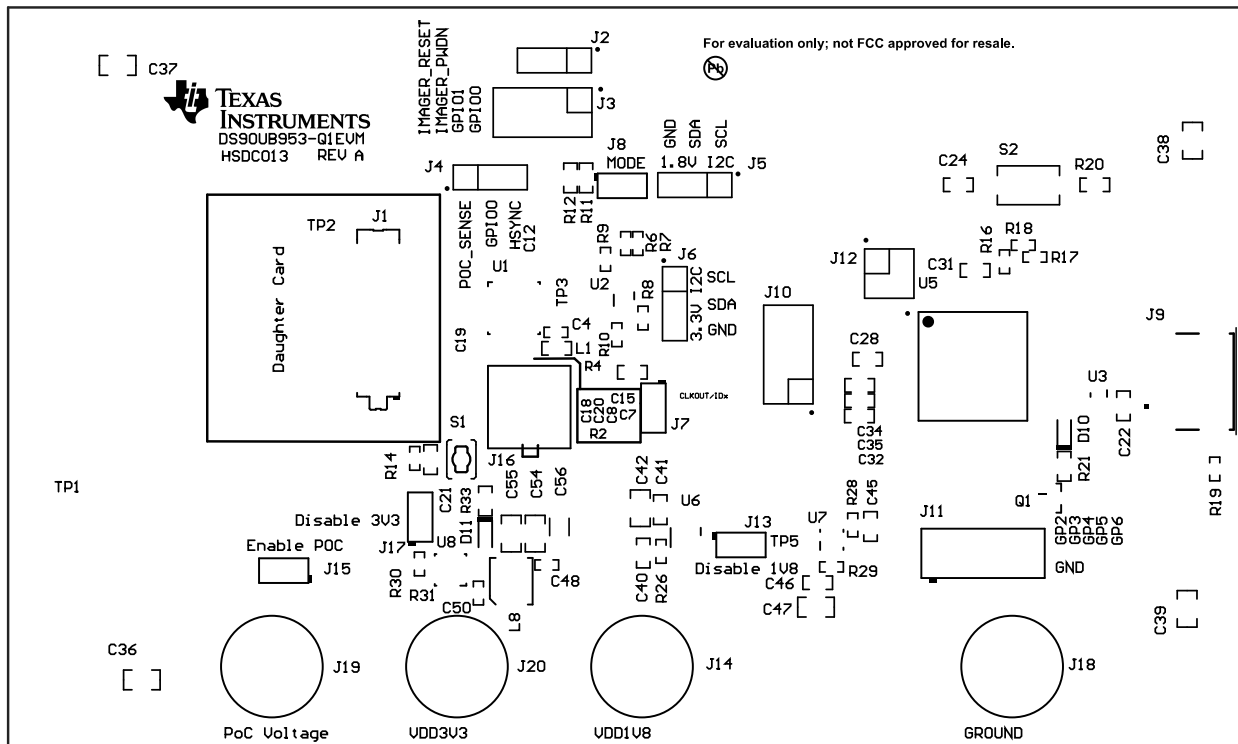 For evaluation only; not FCC approved for resale.
Pb
C37
TEXAS
INSTRUMENTS
DS90UB953-Q1EVM
HSDC013 REV A
IMAGER_RESET
IMAGER_PWDN
GPIO1
GPIO0
J2
J3
J4
J8
MODE
GND
SDA
SCL
1.8V I2C
J5
C24
S2
R20
C38
TP2
J1
Daughter Card
POC_SENSE
GPIO0
HSYNC
C12
R12
R11
R9
R6
R7
U1
TP3
U2
R8
J6
3.3V I2C
SCL
SDA
GND
J12
U5
C31
R16
R18
R17
J10
J9
C19
C4
L1
R10
R4
C28
U3
C18
C20
C8
C15
C7
R2
J7
CLKOUT/IDx
C34
C35
C32
D10
C22
R21
R19
TP1
R14
S1
J16
C21
R33
C55
C54
C56
C42
C41
U6
J13
TP5
Disable 1V8
U7
R28
C45
J11
Q1
GP2
GP3
GP4
GP5
GP6
GND
Disable 3V3
J17
D11
U8
Enable POC
J15
R30
R31
C50
L8
C48
C40
R26
R29
C46
C47
C39
C36
J19
J20
J14
J18
PoC Voltage
VDD3V3
VDD1V8
GROUND